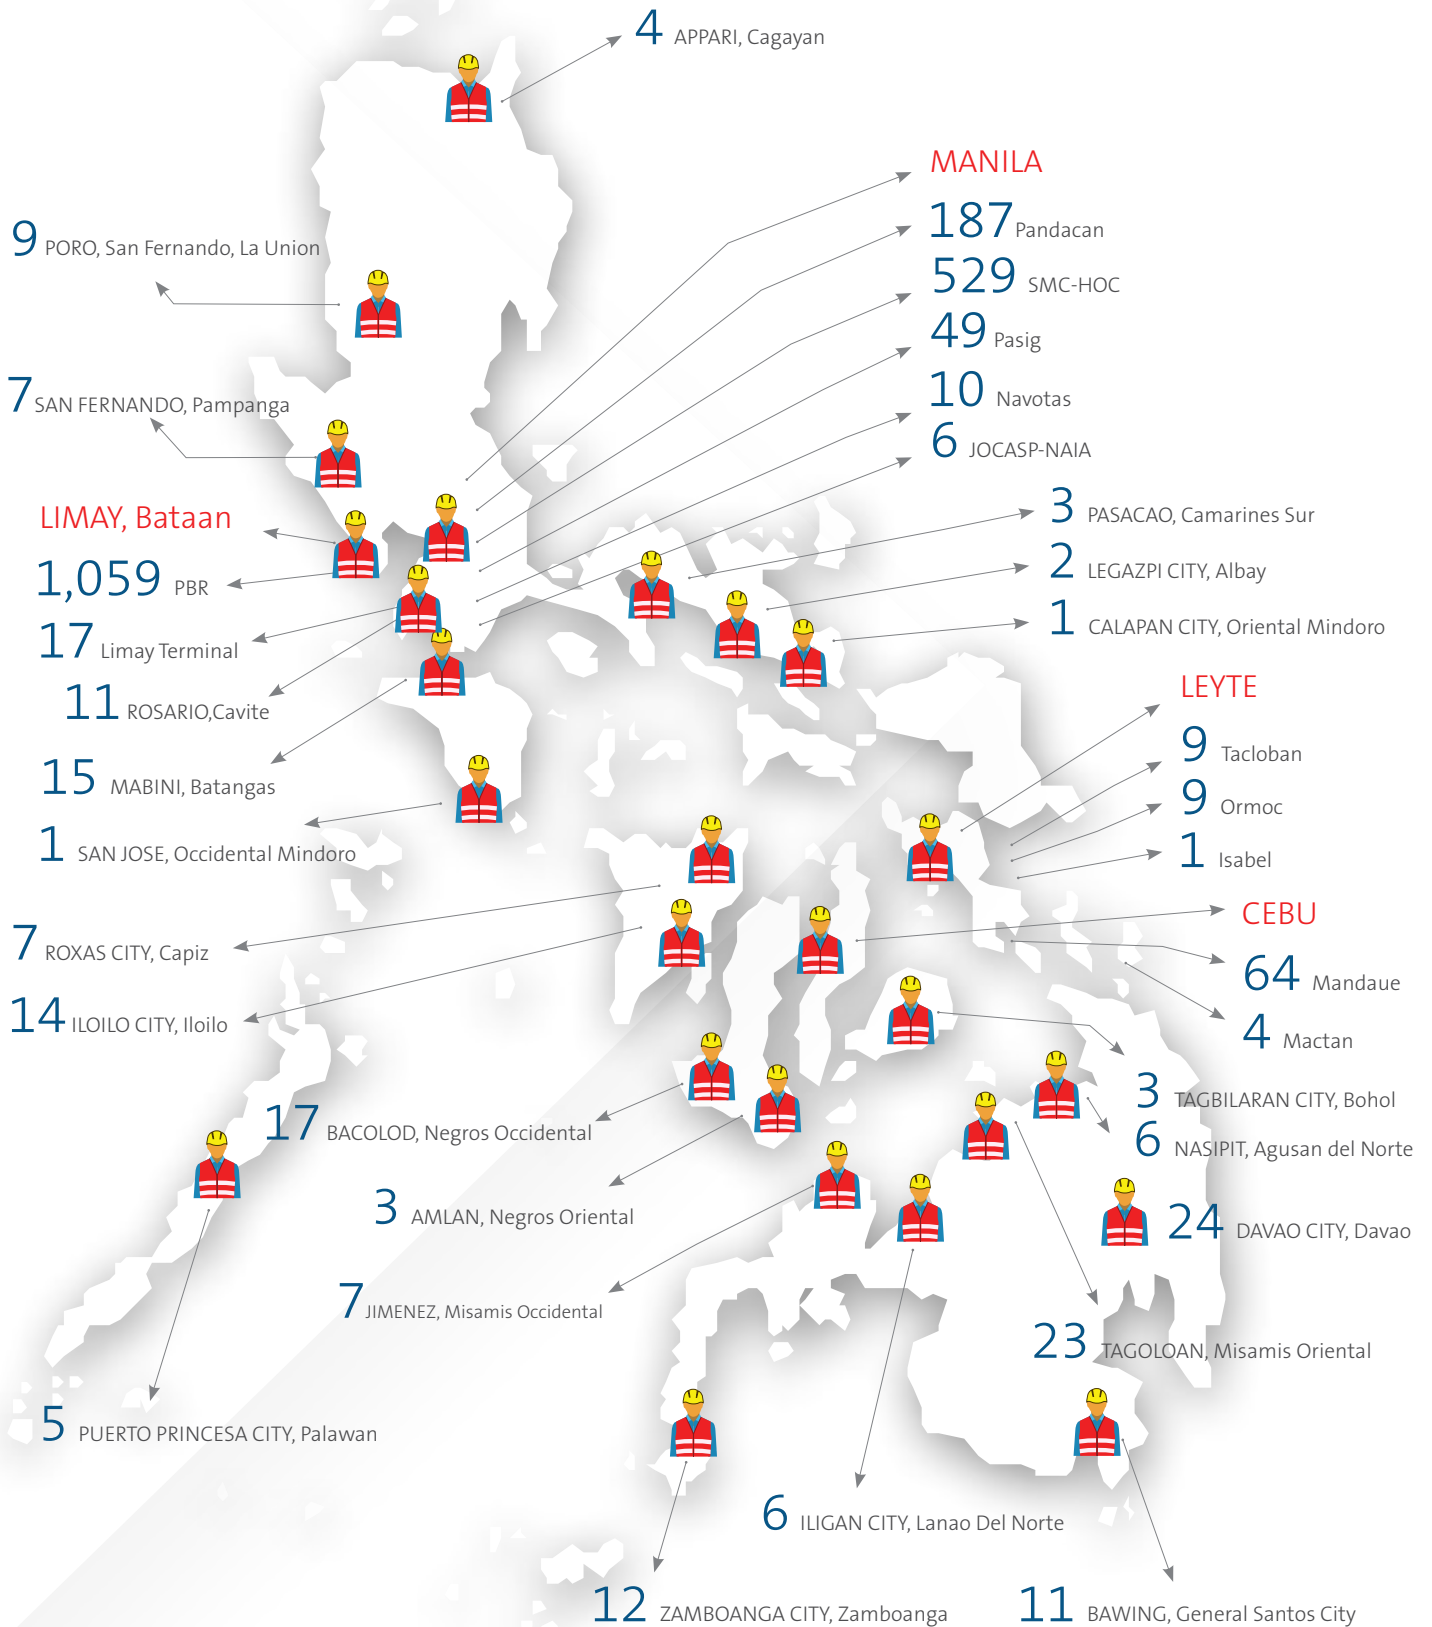 4 APPARI, Cagayan
MANILA
187 Pandacan
529 SMC-HOC
49 Pasig
10 Navotas
6 JOCASP-NAIA
9 PORO, San Fernando, La Union
7 SAN FERNANDO, Pampanga
LIMAY, Bataan
1,059 PBR
17 Limay Terminal
11 ROSARIO,Cavite
15 MABINI, Batangas
1 SAN JOSE, Occidental Mindoro
3 PASACAO, Camarines Sur
2 LEGAZPI CITY, Albay
1 CALAPAN CITY, Oriental Mindoro
LEYTE
9 Tacloban
9 Ormoc
1 Isabel
CEBU
64 Mandaue
4 Mactan
7 ROXAS CITY, Capiz
14 ILOILO CITY, Iloilo
3 TAGBILARAN CITY, Bohol
6 NASIPIT, Agusan del Norte
17 BACOLOD, Negros Occidental
3 AMLAN, Negros Oriental
24 DAVAO CITY, Davao
7 JIMENEZ, Misamis Occidental
23 TAGOLOAN, Misamis Oriental
5 PUERTO PRINCESA CITY, Palawan
6 ILIGAN CITY, Lanao Del Norte
12 ZAMBOANGA CITY, Zamboanga
11 BAWING, General Santos City